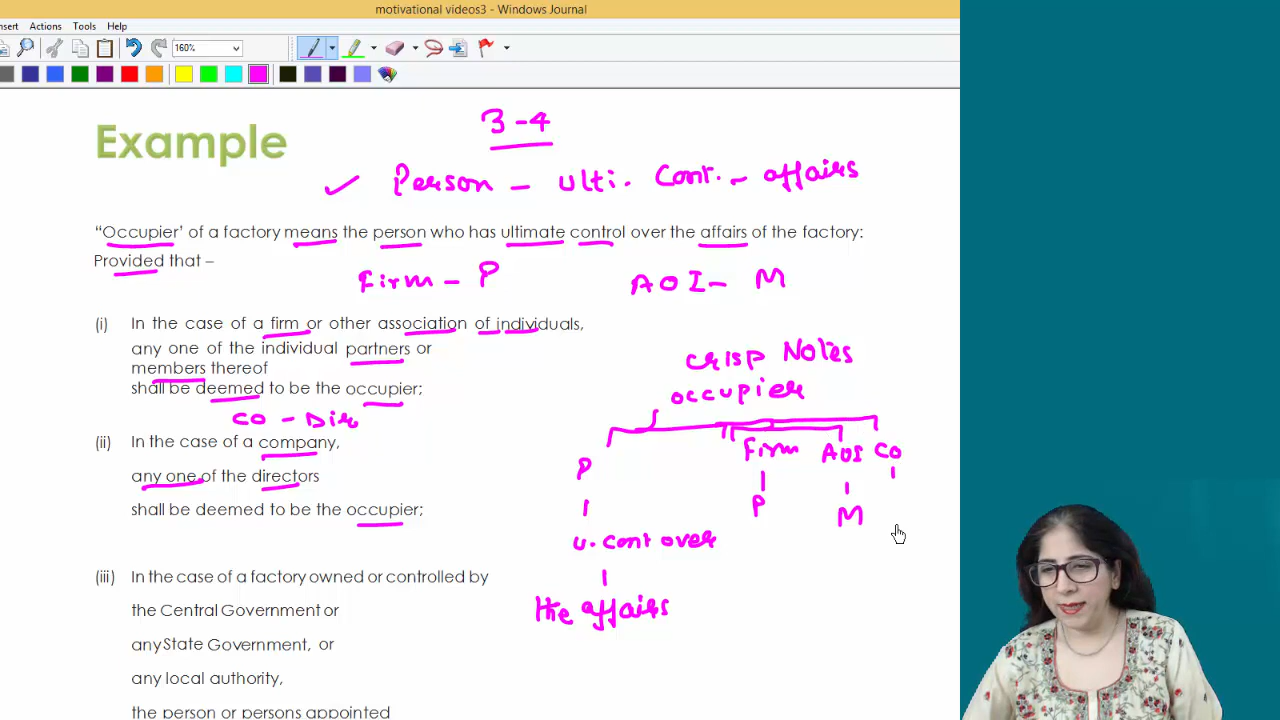 motivational videos3 - Windows Journal
nsert Actions Tools Help
160%
3-4
Example
Person - ulti. Cont. - affairs
“Occupier’ of a factory means the person who has ultimate control over the affairs of the factory:
Provided that –
Firm - P
AOI - M
(i) In the case of a firm or other association of individuals,
any one of the individual partners or
members thereof
shall be deemed to be the occupier;
Crisp Notes
occupier
CO - Dir
(ii) In the case of a company,
any one of the directors
shall be deemed to be the occupier;
P Firm AOI CO
P M
u. cont over
the affairs
(iii) In the case of a factory owned or controlled by
the Central Government or
any State Government, or
any local authority,
the person or persons appointed